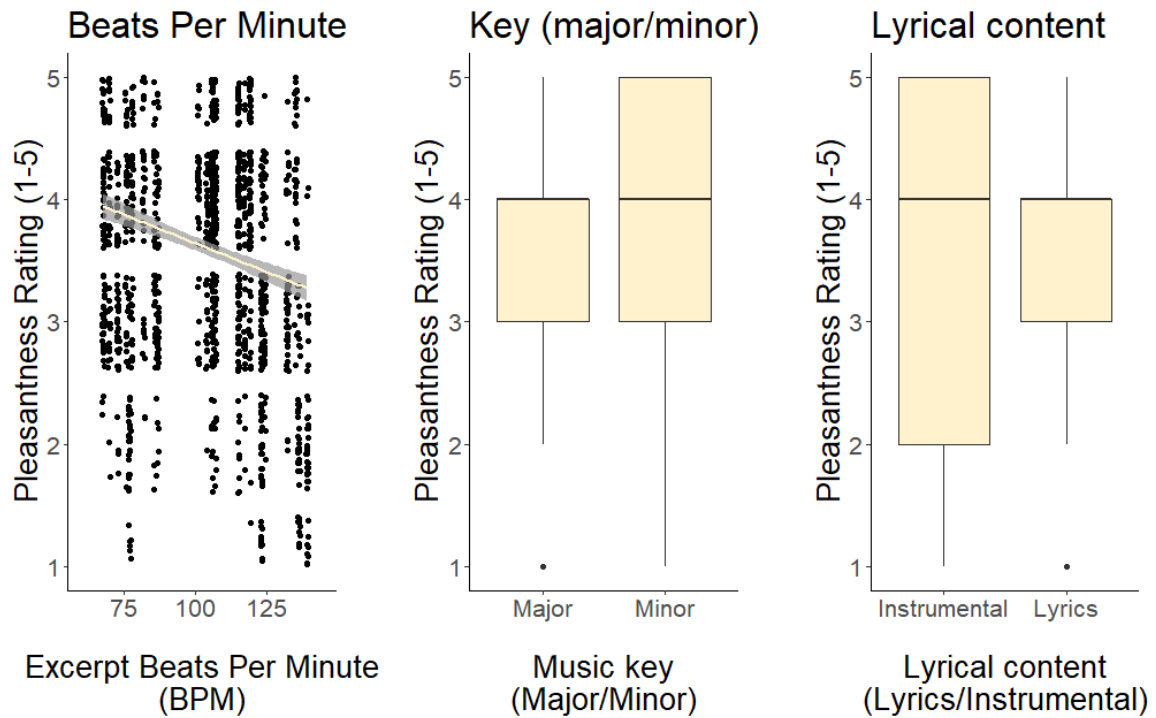 Beats Per Minute
Pleasantness Rating (1-5)
5
4
3
2
1
75 100 125
Excerpt Beats Per Minute
(BPM)
Key (major/minor)
Pleasantness Rating (1-5)
5
4
3
2
1
Major Minor
Music key
(Major/Minor)
Lyrical content
Pleasantness Rating (1-5)
5
4
3
2
1
Instrumental Lyrics
Lyrical content
(Lyrics/Instrumental)